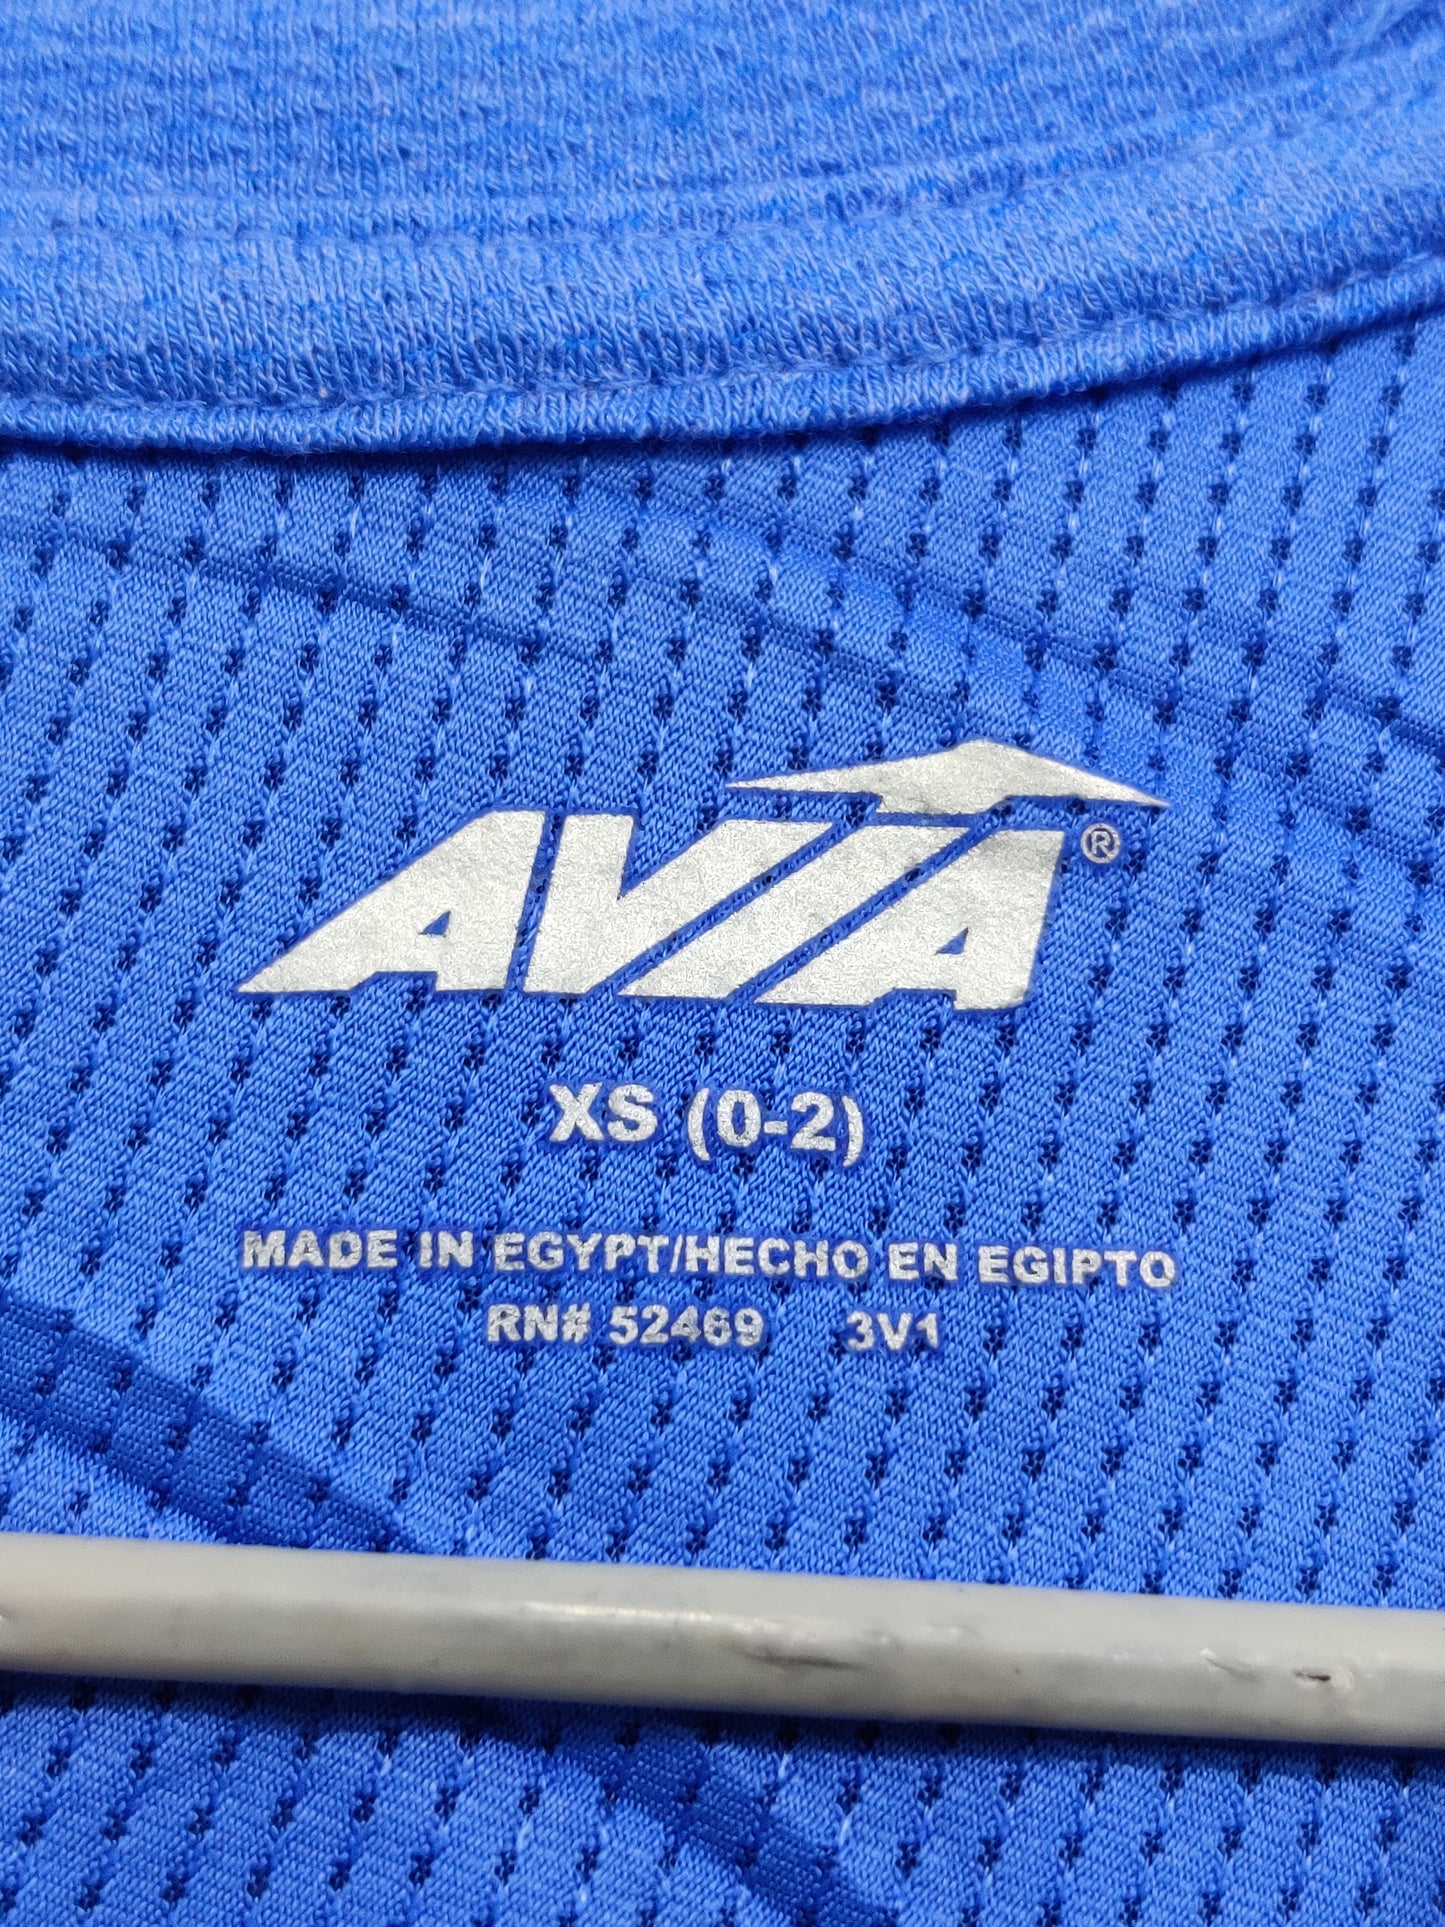 AVIA®
XS (0-2)
MADE IN EGYPT/HECHO EN EGIPTO
RN# 52469 3V1